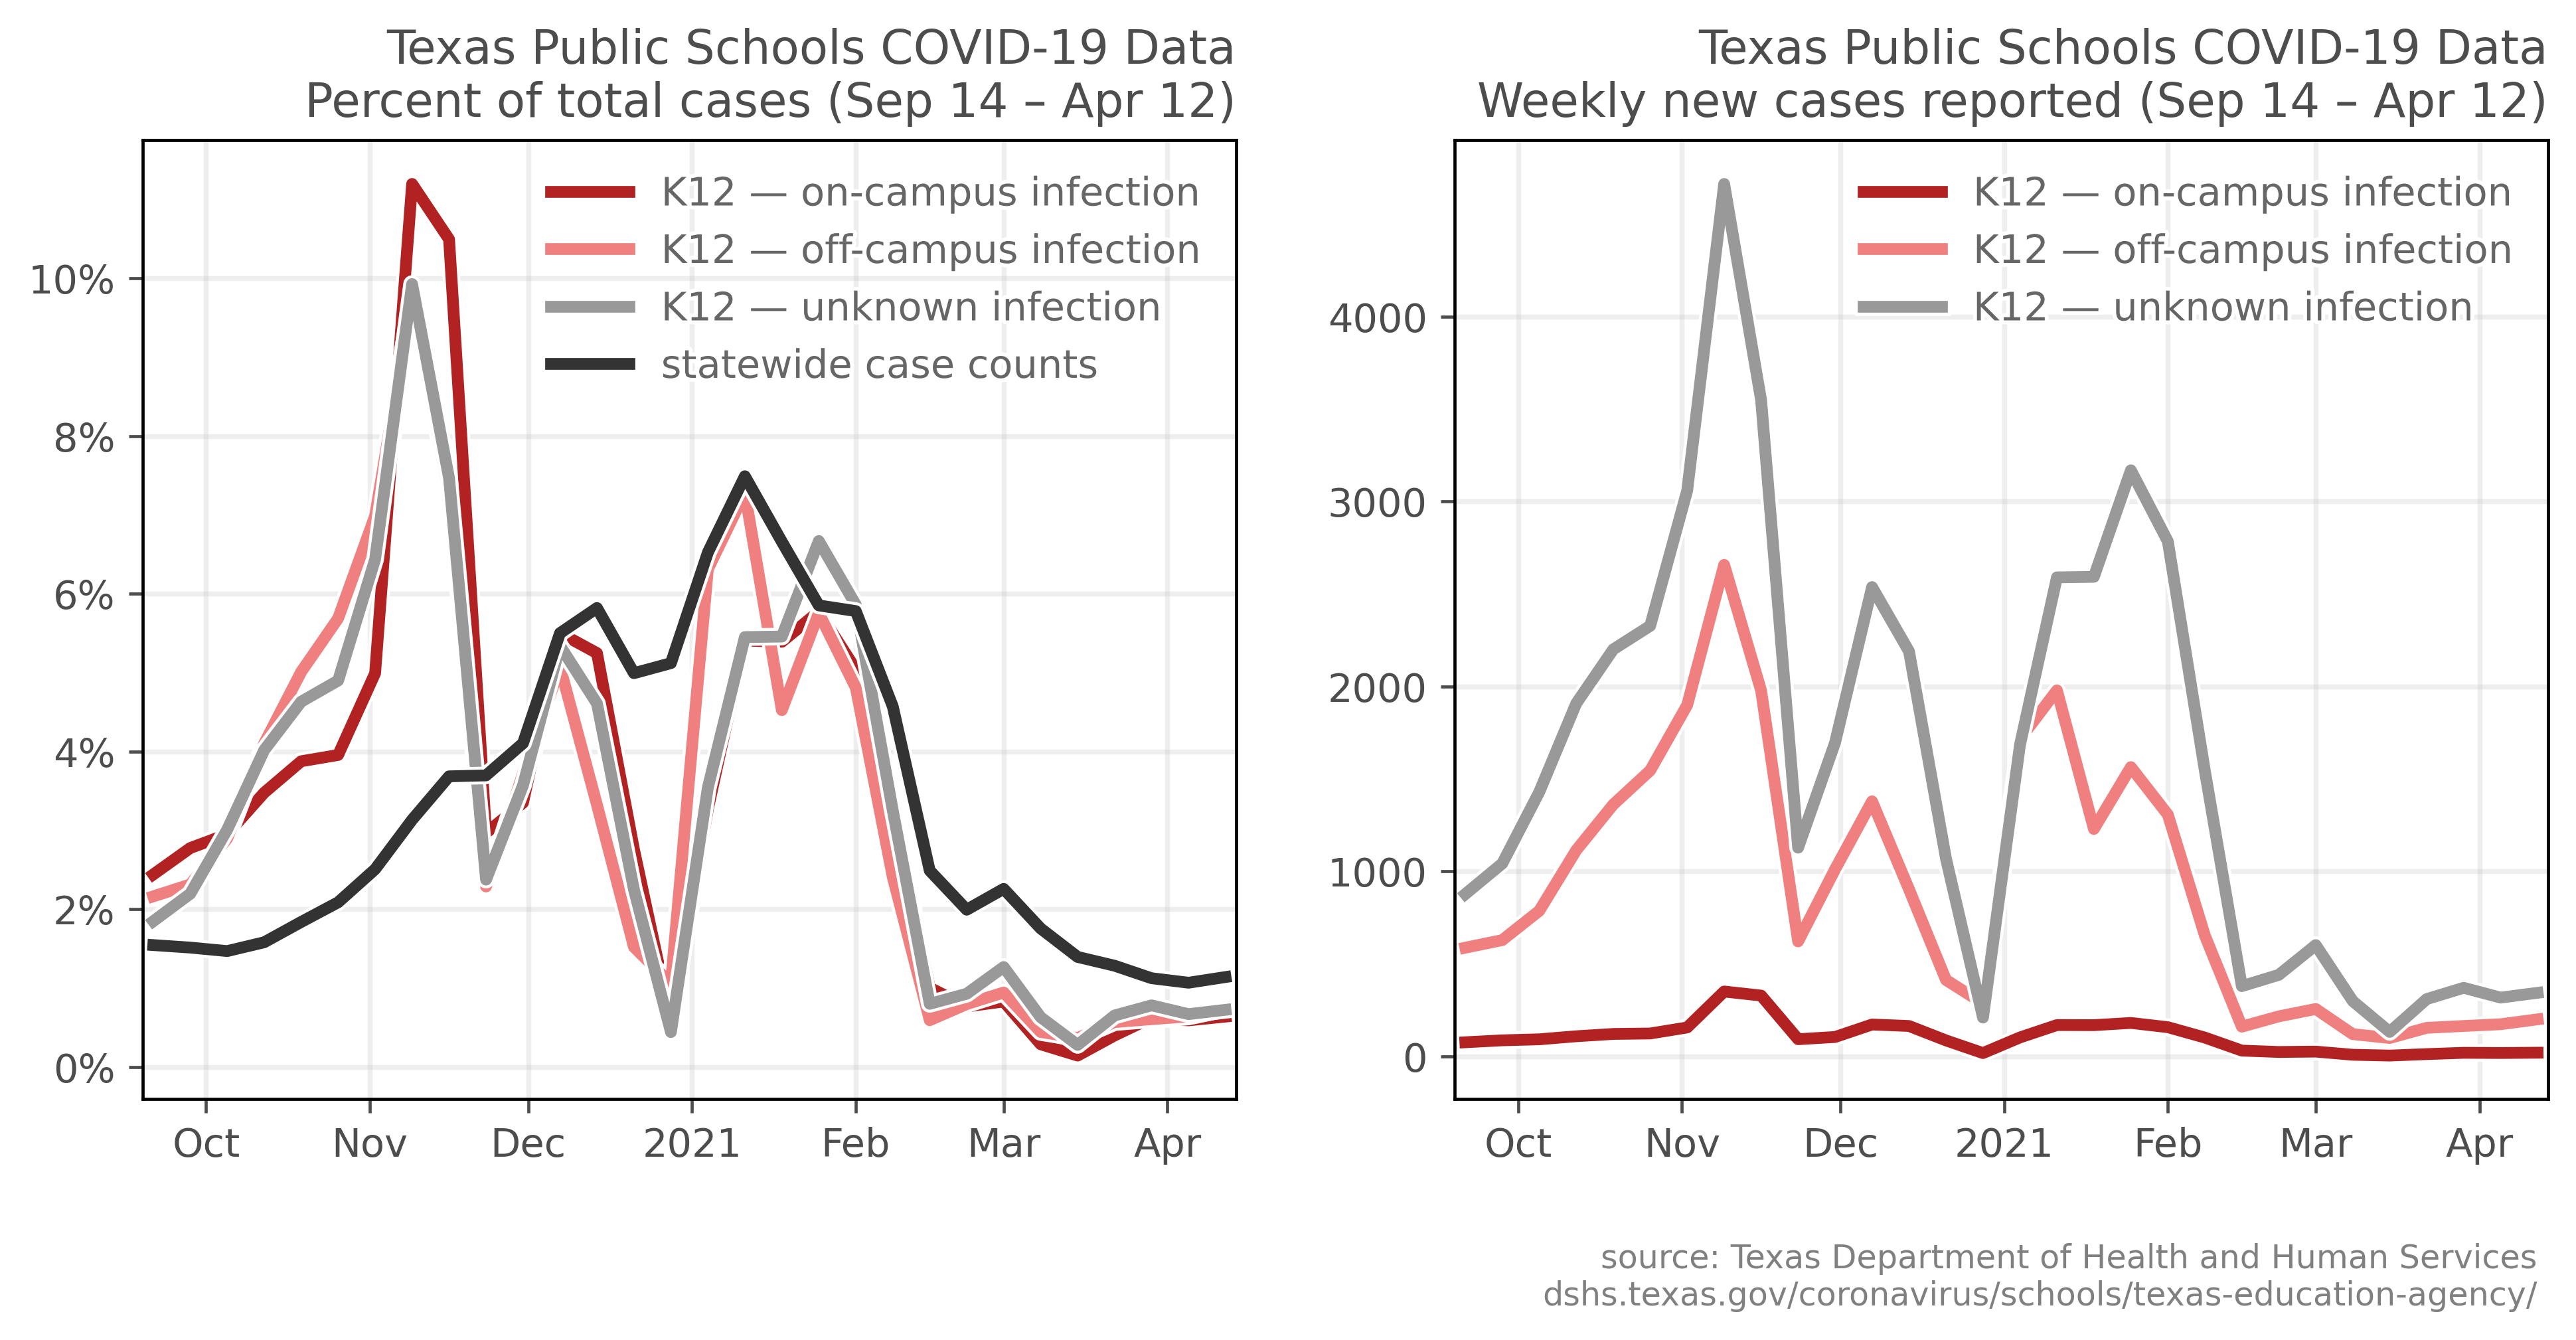 Texas Public Schools COVID-19 Data
Percent of total cases (Sep 14 – Apr 12)
K12 — on-campus infection
K12 — off-campus infection
K12 — unknown infection
statewide case counts
10%
8%
6%
4%
2%
0%
Oct Nov Dec 2021 Feb Mar Apr
Texas Public Schools COVID-19 Data
Weekly new cases reported (Sep 14 – Apr 12)
K12 — on-campus infection
K12 — off-campus infection
K12 — unknown infection
4000
3000
2000
1000
0
Oct Nov Dec 2021 Feb Mar Apr
source: Texas Department of Health and Human Services
dshs.texas.gov/coronavirus/schools/texas-education-agency/